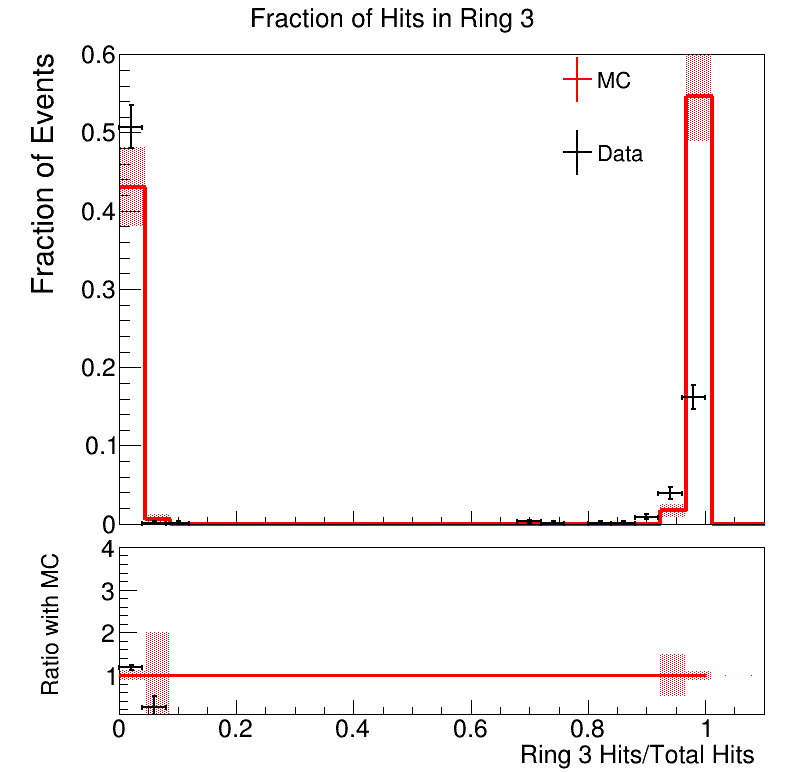 Fraction of Hits in Ring 3
Fraction of Events
0.6
0.5
0.4
0.3
0.2
0.1
0
MC
Data
Ratio with MC
4
3
2
1
0
0.2
0.4
0.6
0.8
1
Ring 3 Hits/Total Hits